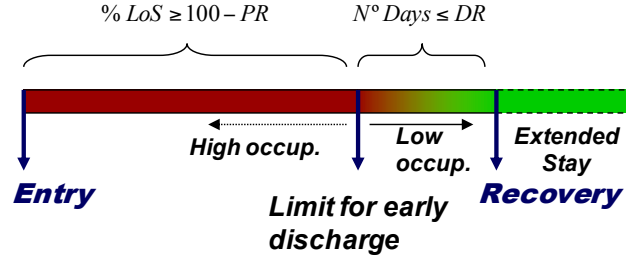 % LoS ≥ 100 – PR
Nº Days ≤ DR
High occup.
Low
occup.
Extended
Stay
Entry
Limit for early
discharge
Recovery